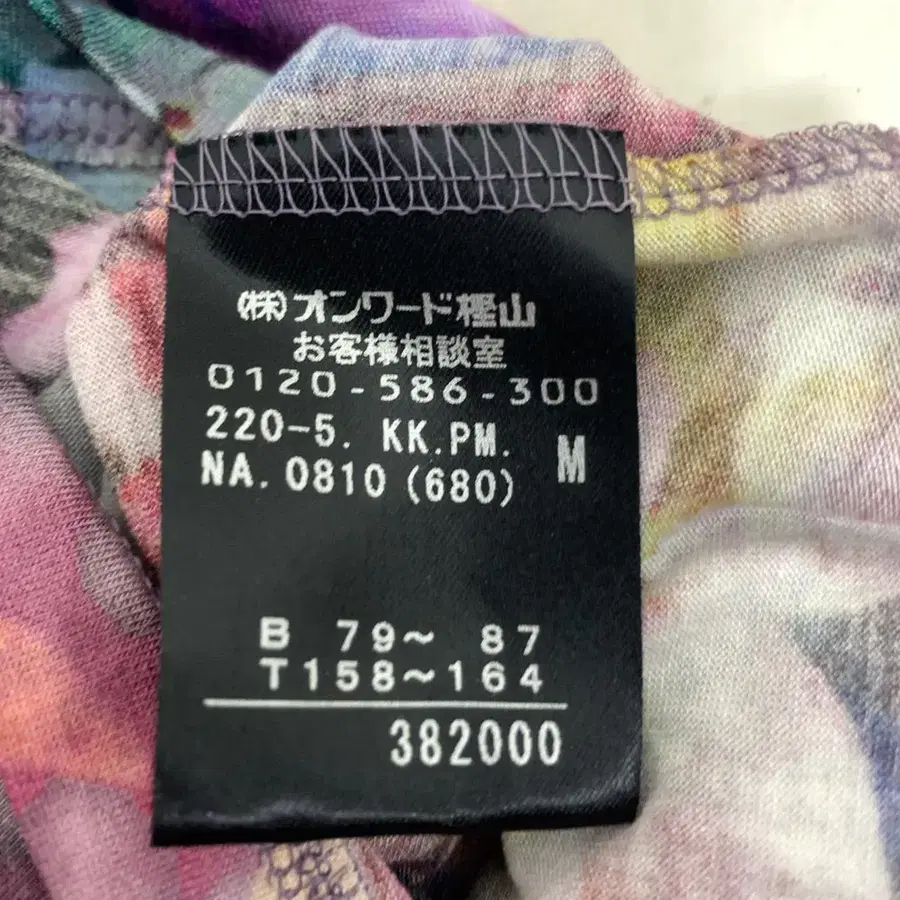 (株)オンワード樫山
お客様相談室
0120-586-300
220-5. KK.PM. M
NA.0810 (680)
B 79~ 87
T158~164
382000